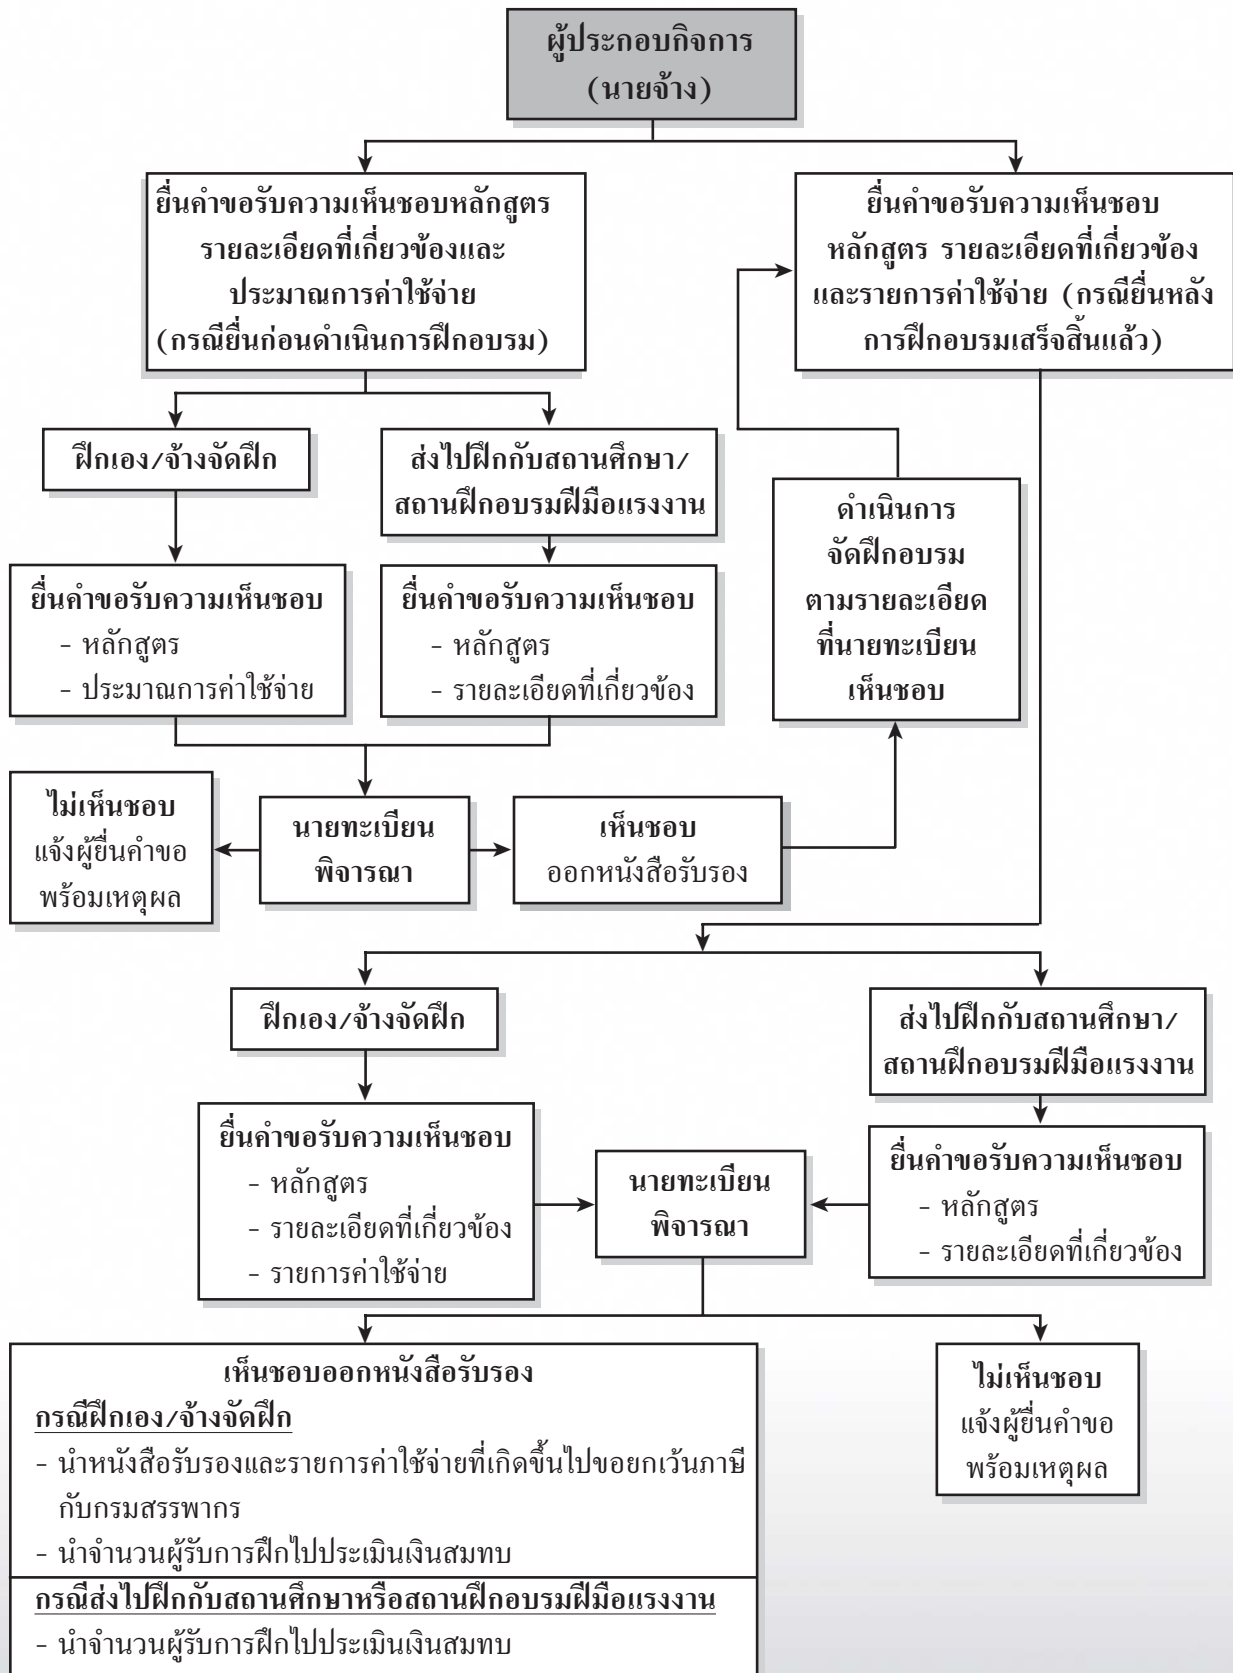 ผู้ประกอบกิจการ
(นายจ้าง)
ยื่นคำขอรับความเห็นชอบหลักสูตร
รายละเอียดที่เกี่ยวข้องและ
ประมาณการค่าใช้จ่าย
(กรณียื่นก่อนดำเนินการฝึกอบรม)
ยื่นคำขอรับความเห็นชอบ
หลักสูตร รายละเอียดที่เกี่ยวข้อง
และรายการค่าใช้จ่าย (กรณียื่นหลัง
การฝึกอบรมเสร็จสิ้นแล้ว)
ฝึกเอง/จ้างจัดฝึก
ส่งไปฝึกกับสถานศึกษา/
สถานฝึกอบรมฝีมือแรงงาน
ยื่นคำขอรับความเห็นชอบ
- หลักสูตร
- ประมาณการค่าใช้จ่าย
ยื่นคำขอรับความเห็นชอบ
- หลักสูตร
- รายละเอียดที่เกี่ยวข้อง
ดำเนินการ
จัดฝึกอบรม
ตามรายละเอียด
ที่นายทะเบียน
เห็นชอบ
ไม่เห็นชอบ
แจ้งผู้ยื่นคำขอ
พร้อมเหตุผล
นายทะเบียน
พิจารณา
เห็นชอบ
ออกหนังสือรับรอง
ฝึกเอง/จ้างจัดฝึก
ส่งไปฝึกกับสถานศึกษา/
สถานฝึกอบรมฝีมือแรงงาน
ยื่นคำขอรับความเห็นชอบ
- หลักสูตร
- รายละเอียดที่เกี่ยวข้อง
- รายการค่าใช้จ่าย
นายทะเบียน
พิจารณา
ยื่นคำขอรับความเห็นชอบ
- หลักสูตร
- รายละเอียดที่เกี่ยวข้อง
เห็นชอบออกหนังสือรับรอง
กรณีฝึกเอง/จ้างจัดฝึก
- นำหนังสือรับรองและรายการค่าใช้จ่ายที่เกิดขึ้นไปขอยกเว้นภาษี
กับกรมสรรพากร
- นำจำนวนผู้รับการฝึกไปประเมินเงินสมทบ
กรณีส่งไปฝึกกับสถานศึกษาหรือสถานฝึกอบรมฝีมือแรงงาน
- นำจำนวนผู้รับการฝึกไปประเมินเงินสมทบ
ไม่เห็นชอบ
แจ้งผู้ยื่นคำขอ
พร้อมเหตุผล